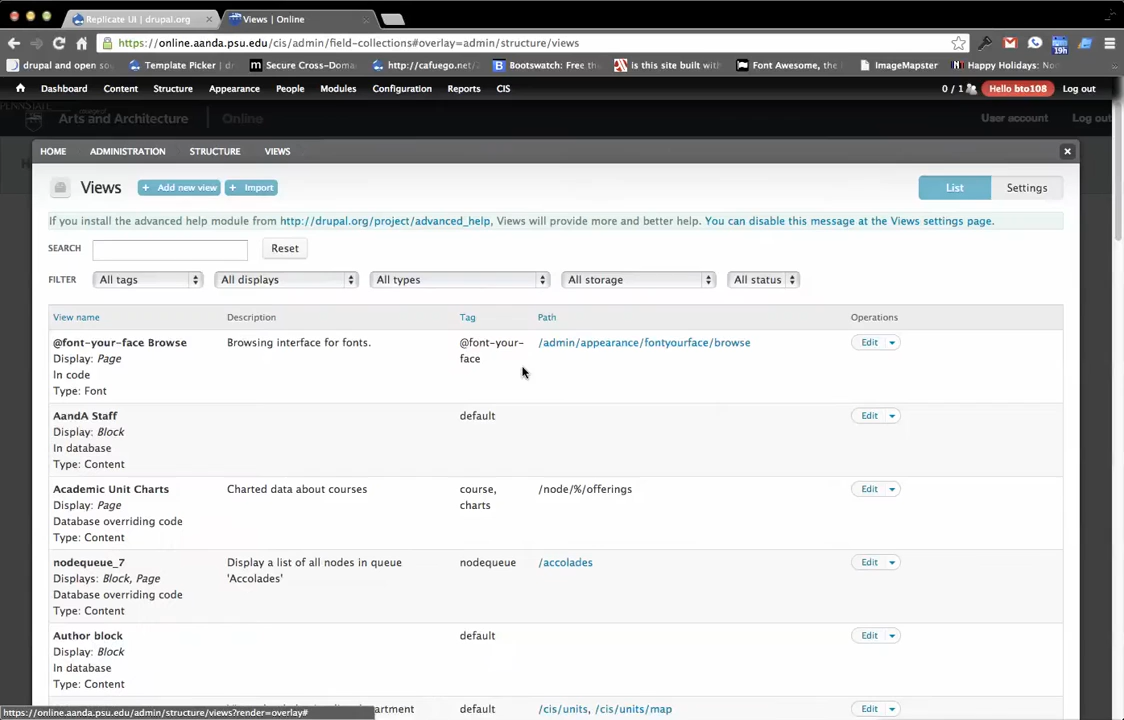 Replicate UI | drupal.org
Views | Online
https://online.aanda.psu.edu/cis/admin/field-collections#overlay=admin/structure/views
19h
drupal and open so
Template Picker | dr
Secure Cross-Doma
http://cafuego.net/
Bootswatch: Free th
is this site built with
Font Awesome, the
ImageMapster
Happy Holidays: No
Dashboard Content Structure Appearance People Modules Configuration Reports CIS 0 / 1 Hello bto108 Log out
PENNSTATE
Arts and Architecture Online User account Log out
HOME ADMINISTRATION STRUCTURE VIEWS
Views + Add new view + Import List Settings
If you install the advanced help module from http://drupal.org/project/advanced_help, Views will provide more and better help. You can disable this message at the Views settings page.
SEARCH Reset
FILTER All tags All displays All types All storage All status
View name Description Tag Path Operations
@font-your-face Browse Browsing interface for fonts. @font-your- /admin/appearance/fontyourface/browse Edit
Display: Page face
In code
Type: Font
AandA Staff default Edit
Display: Block
In database
Type: Content
Academic Unit Charts Charted data about courses course, /node/%/offerings Edit
Display: Page charts
Database overriding code
Type: Content
nodequeue_7 Display a list of all nodes in queue nodequeue /accolades Edit
Displays: Block, Page 'Accolades'
Database overriding code
Type: Content
Author block default Edit
Display: Block
In database
Type: Content
default /cis/units, /cis/units/map Edit
https://online.aanda.psu.edu/admin/structure/views?render=overlay#